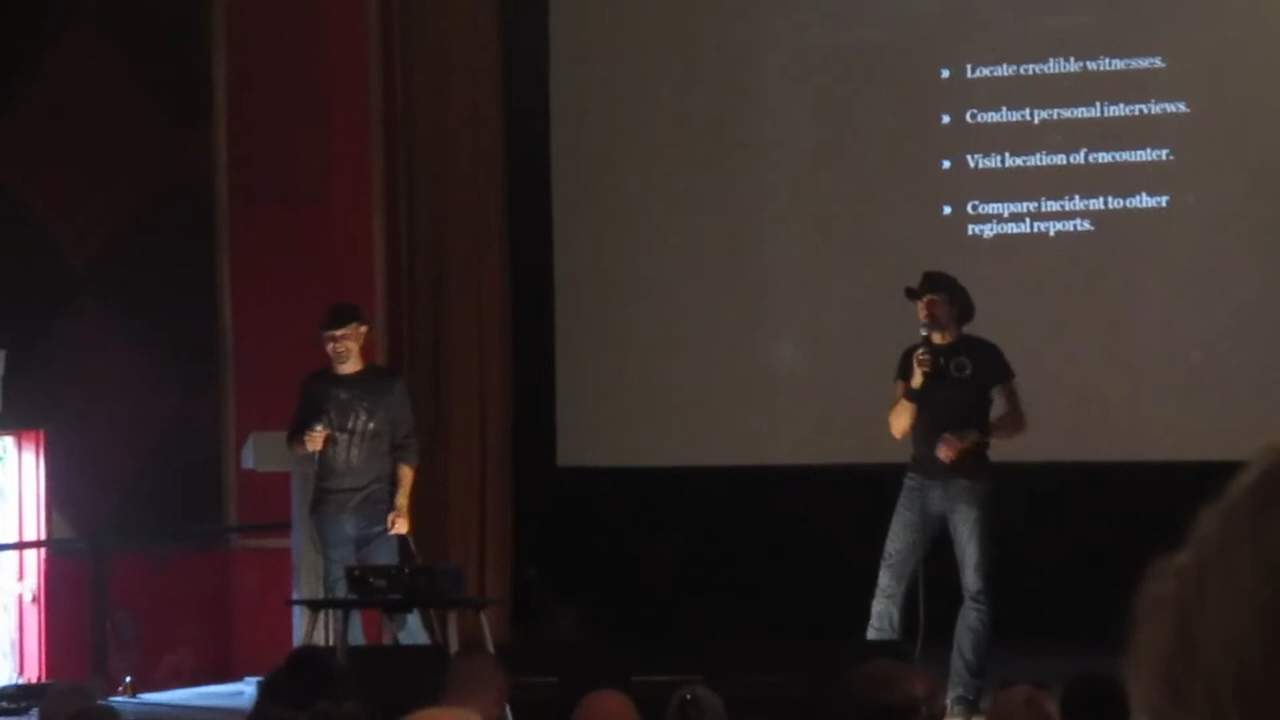 » Locate credible witnesses.
» Conduct personal interviews.
» Visit location of encounter.
» Compare incident to other
regional reports.